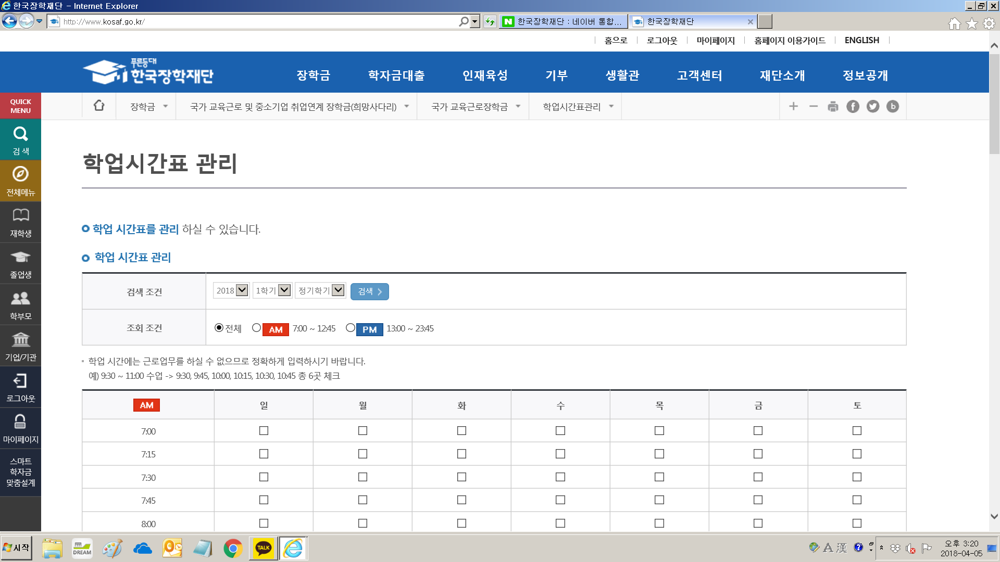 한국장학재단 - Internet Explorer
http://www.kosaf.go.kr/
한국장학재단 : 네이버 통합...
한국장학재단
홈으로
로그아웃
마이페이지
홈페이지 이용가이드
ENGLISH
푸른등대
한국장학재단
장학금
학자금대출
인재육성
기부
생활관
고객센터
재단소개
정보공개
QUICK
MENU
장학금
국가 교육근로 및 중소기업 취업연계 장학금(희망사다리)
국가 교육근로장학금
학업시간표관리
검 색
전체메뉴
재학생
졸업생
학부모
기업/기관
로그아웃
마이페이지
스마트
학자금
맞춤설계
학업시간표 관리
학업 시간표를 관리 하실 수 있습니다.
학업 시간표 관리
검색 조건
2018
1학기
정기학기
검색
조회 조건
전체
AM 7:00 ~ 12:45
PM 13:00 ~ 23:45
학업 시간에는 근로업무를 하실 수 없으므로 정확하게 입력하시기 바랍니다.
예) 9:30 ~ 11:00 수업 -> 9:30, 9:45, 10:00, 10:15, 10:30, 10:45 총 6곳 체크
AM 일 월 화 수 목 금 토
7:00
7:15
7:30
7:45
8:00
시작
DREAM
TALK
A 漢
오후 3:20
2018-04-05